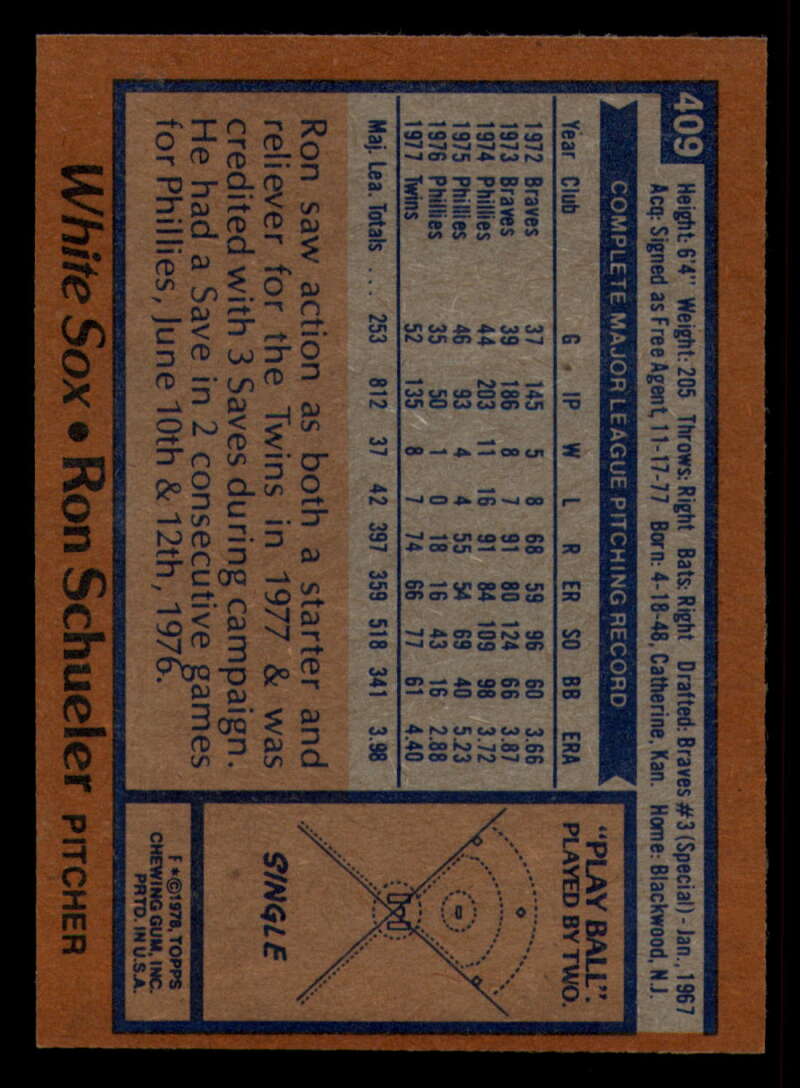 409
Height: 6'4" Weight: 205 Throws: Right Bats: Right Drafted: Braves #3 (Special) - Jan., 1967
Acq: Signed as Free Agent, 11-17-77 Born: 4-18-48, Catherine, Kan. Home: Blackwood, N.J.
COMPLETE MAJOR LEAGUE PITCHING RECORD
Year Club G IP W L R ER SO BB ERA
1972 Braves 37 145 5 8 68 59 96 60 3.66
1973 Braves 39 186 8 7 91 80 124 66 3.87
1974 Phillies 44 203 11 16 91 84 109 98 3.72
1975 Phillies 46 93 4 4 55 54 69 40 5.23
1976 Phillies 35 50 1 0 18 16 43 16 2.88
1977 Twins 52 135 8 7 74 66 77 61 4.40
Maj. Lea. Totals . . . 253 812 37 42 397 359 518 341 3.98
Ron saw action as both a starter and
reliever for the Twins in 1977 & was
credited with 3 Saves during campaign.
He had a Save in 2 consecutive games
for Phillies, June 10th & 12th, 1976.
"PLAY BALL"
PLAYED BY TWO.
SINGLE
F*©1978, TOPPS
CHEWING GUM, INC.
PRTD. IN U.S.A.
White Sox • Ron Schueler PITCHER